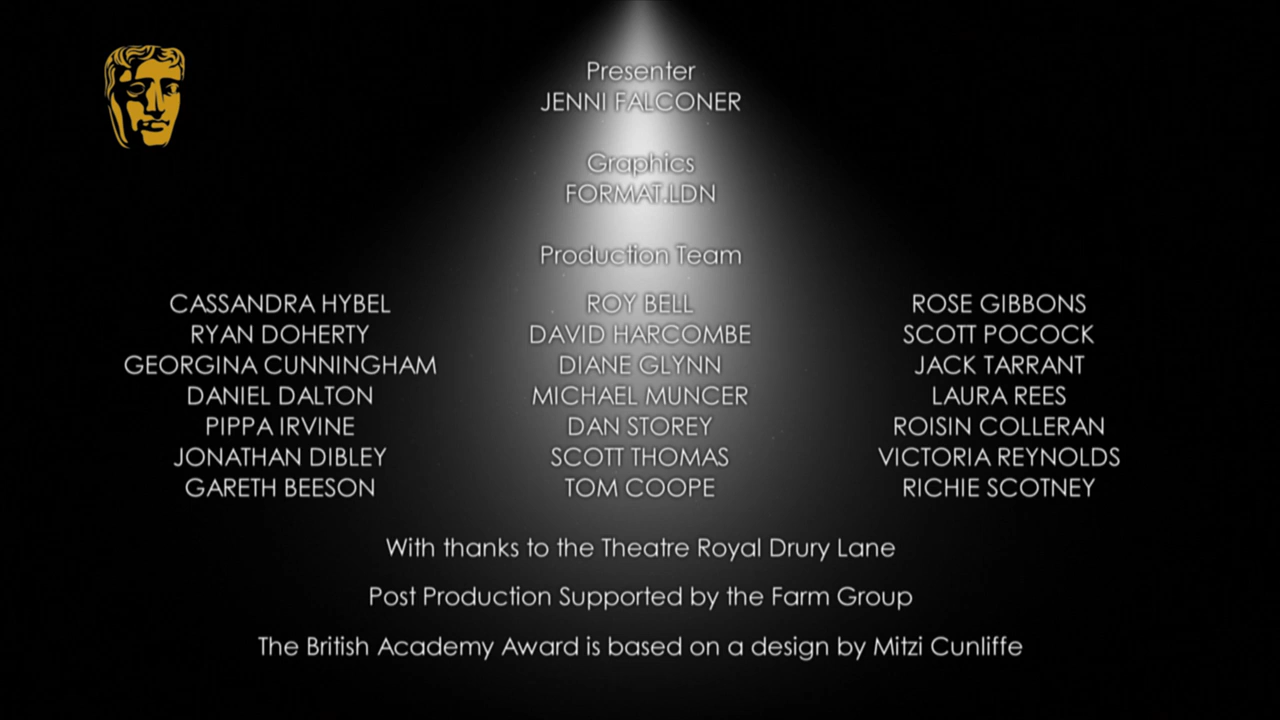 Presenter
JENNI FALCONER
Graphics
FORMAT.LDN
Production Team
CASSANDRA HYBEL
RYAN DOHERTY
GEORGINA CUNNINGHAM
DANIEL DALTON
PIPPA IRVINE
JONATHAN DIBLEY
GARETH BEESON
ROY BELL
DAVID HARCOMBE
DIANE GLYNN
MICHAEL MUNCER
DAN STOREY
SCOTT THOMAS
TOM COOPE
ROSE GIBBONS
SCOTT POCOCK
JACK TARRANT
LAURA REES
ROISIN COLLERAN
VICTORIA REYNOLDS
RICHIE SCOTNEY
With thanks to the Theatre Royal Drury Lane
Post Production Supported by the Farm Group
The British Academy Award is based on a design by Mitzi Cunliffe